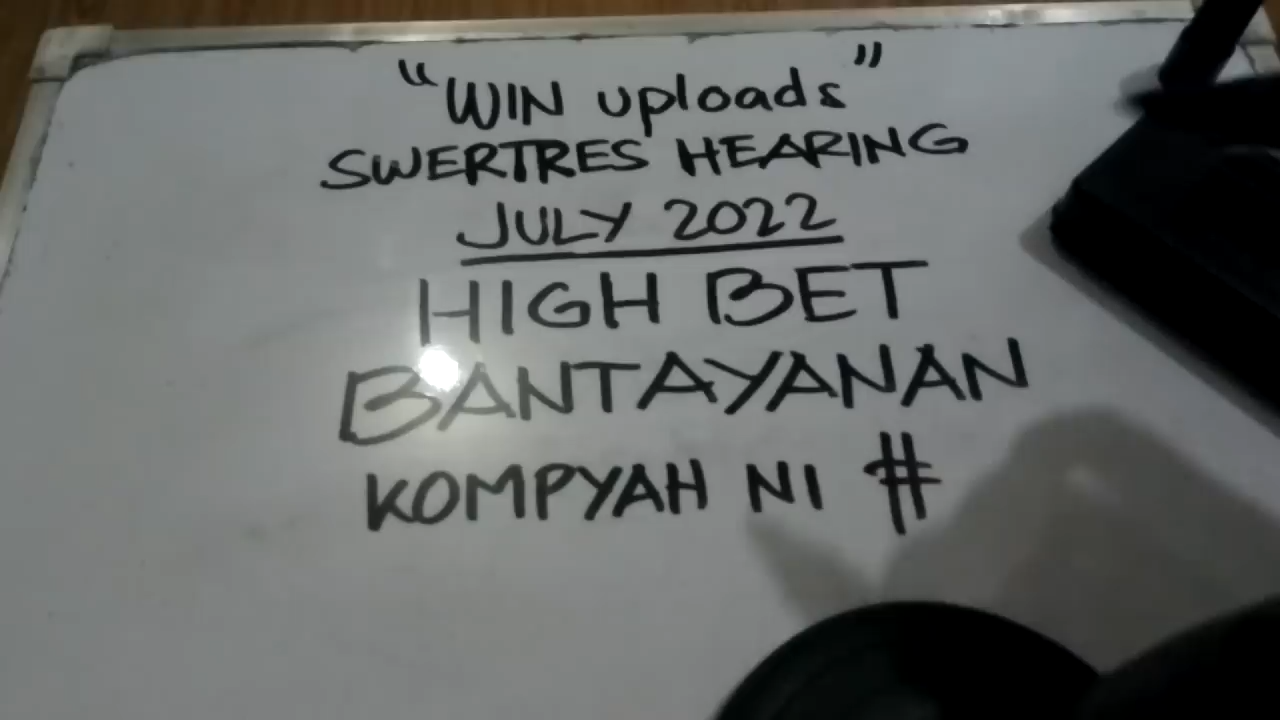 "WIN uploads"
SWERTRES HEARING
JULY 2022
HIGH BET
BANTAYANAN
KOMPYAH NI #